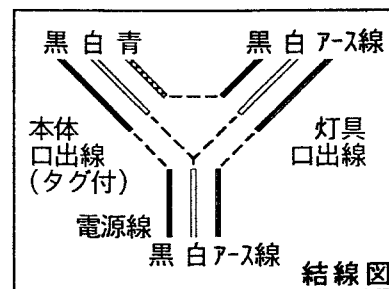 黒 白 青 黒 白 アース線
本体
口出線
(タグ付)
灯具
口出線
電源線
黒 白 アース線
結線図